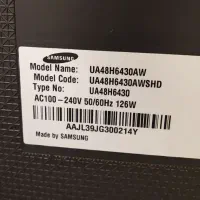 SAMSUNG
Model Name: UA48H6430AW
Model Code: UA48H6430AWSHD
Type No: UA48H6430
AC100-240V 50/60Hz 126W
AAJL39JG300214Y
Made by SAMSUNG